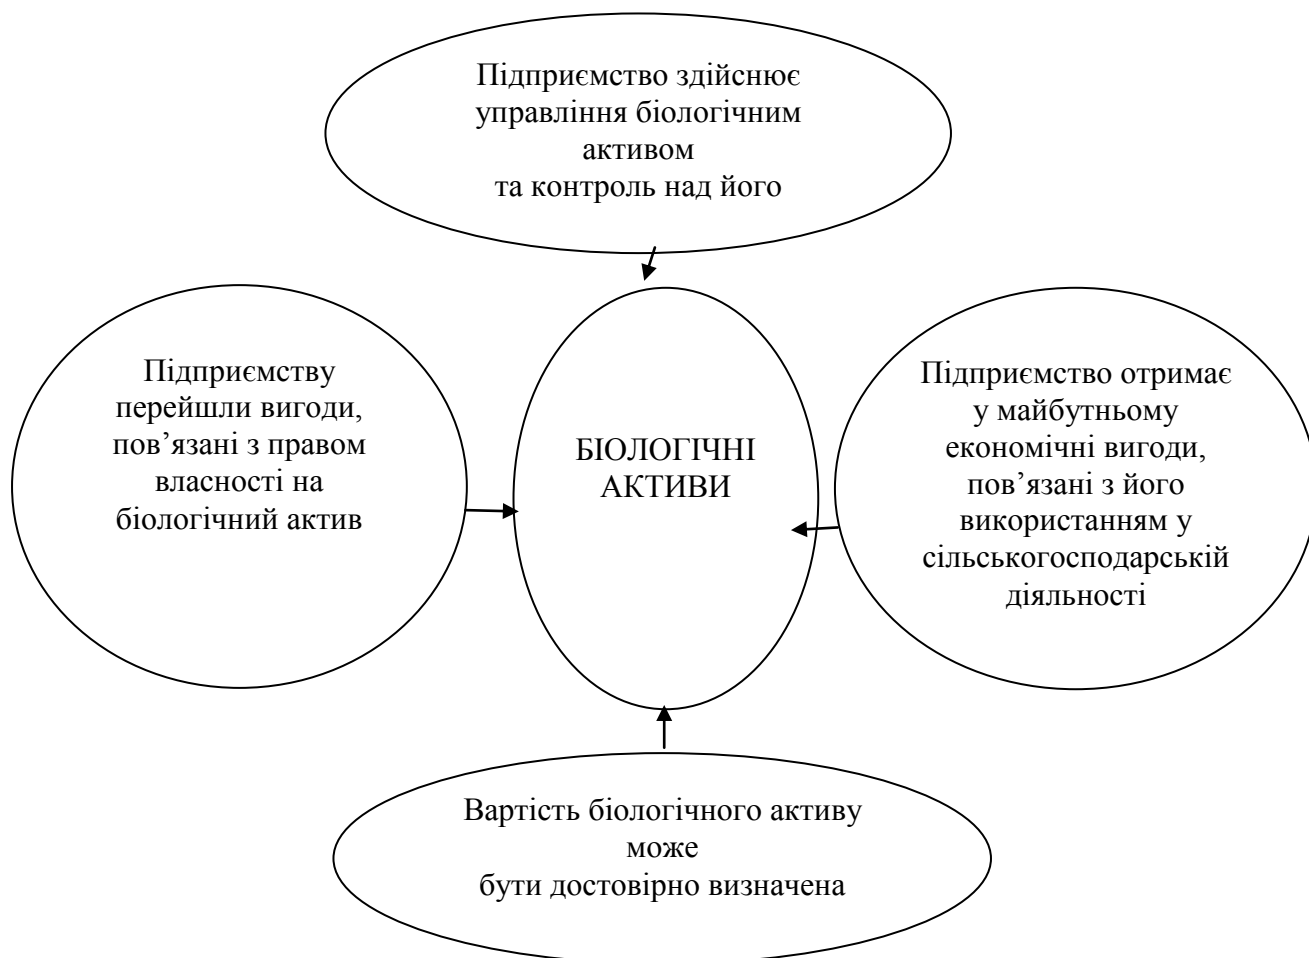 Підприємство здійснює
управління біологічним
активом
та контроль над його
Підприємству
перейшли вигоди,
пов’язані з правом
власності на
біологічний актив
БІОЛОГІЧНІ
АКТИВИ
Підприємство отримає
у майбутньому
економічні вигоди,
пов’язані з його
використанням у
сільськогосподарській
діяльності
Вартість біологічного активу
може
бути достовірно визначена